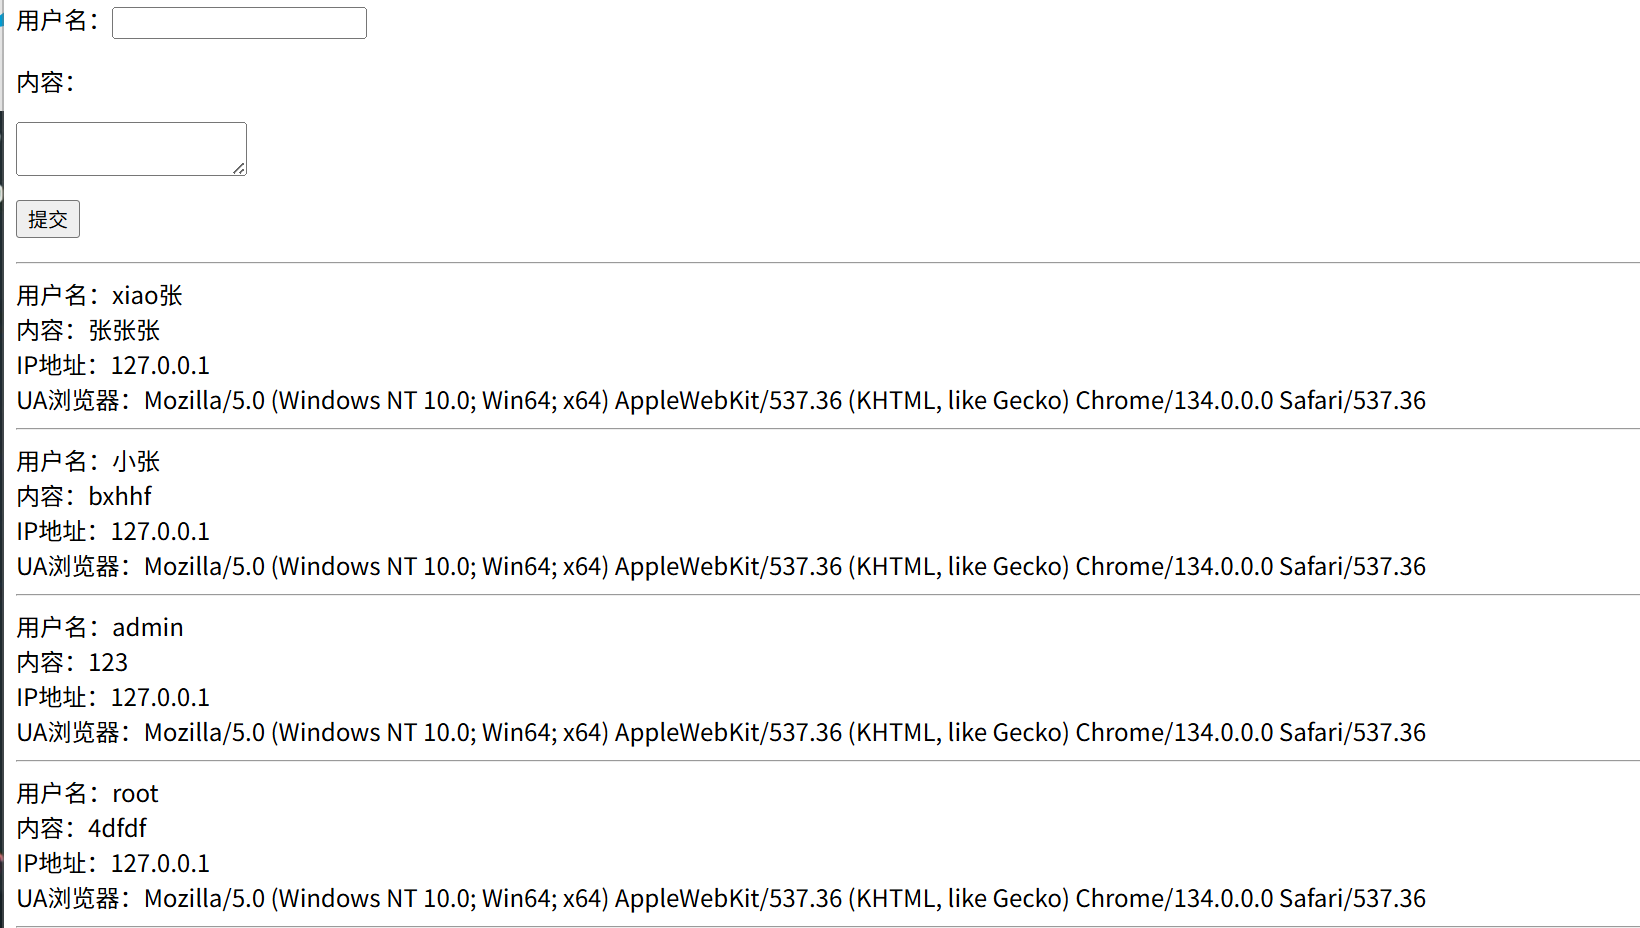 用户名：
内容：
提交
用户名：xiao张
内容：张张张
IP地址：127.0.0.1
UA浏览器：Mozilla/5.0 (Windows NT 10.0; Win64; x64) AppleWebKit/537.36 (KHTML, like Gecko) Chrome/134.0.0.0 Safari/537.36
用户名：小张
内容：bxhhf
IP地址：127.0.0.1
UA浏览器：Mozilla/5.0 (Windows NT 10.0; Win64; x64) AppleWebKit/537.36 (KHTML, like Gecko) Chrome/134.0.0.0 Safari/537.36
用户名：admin
内容：123
IP地址：127.0.0.1
UA浏览器：Mozilla/5.0 (Windows NT 10.0; Win64; x64) AppleWebKit/537.36 (KHTML, like Gecko) Chrome/134.0.0.0 Safari/537.36
用户名：root
内容：4dfdf
IP地址：127.0.0.1
UA浏览器：Mozilla/5.0 (Windows NT 10.0; Win64; x64) AppleWebKit/537.36 (KHTML, like Gecko) Chrome/134.0.0.0 Safari/537.36